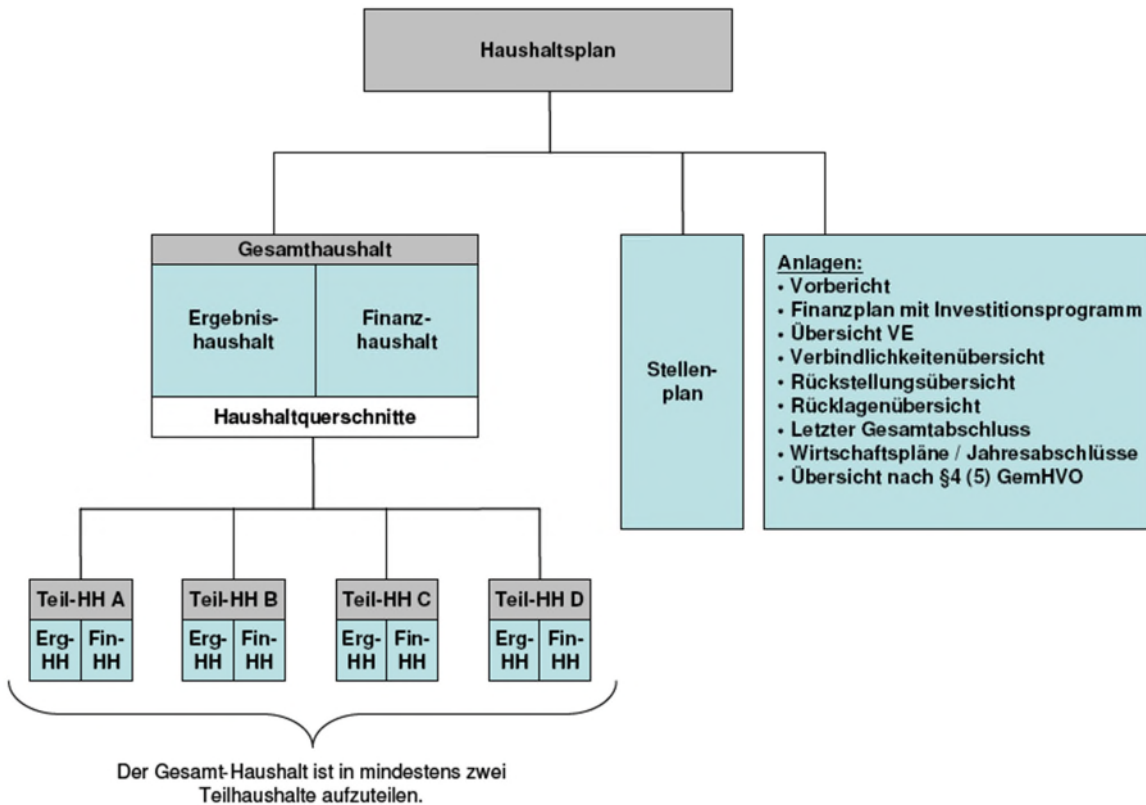 Haushaltsplan
Gesamthaushalt
Ergebnis-
haushalt
Finanz-
haushalt
Haushaltquerschnitte
Stellen-
plan
Anlagen:
• Vorbericht
• Finanzplan mit Investitionsprogramm
• Übersicht VE
• Verbindlichkeitenübersicht
• Rückstellungsübersicht
• Rücklagenübersicht
• Letzter Gesamtabschluss
• Wirtschaftspläne / Jahresabschlüsse
• Übersicht nach §4 (5) GemHVO
Teil-HH A
Erg-
HH
Fin-
HH
Teil-HH B
Erg-
HH
Fin-
HH
Teil-HH C
Erg-
HH
Fin-
HH
Teil-HH D
Erg-
HH
Fin-
HH
Der Gesamt-Haushalt ist in mindestens zwei
Teilhaushalte aufzuteilen.